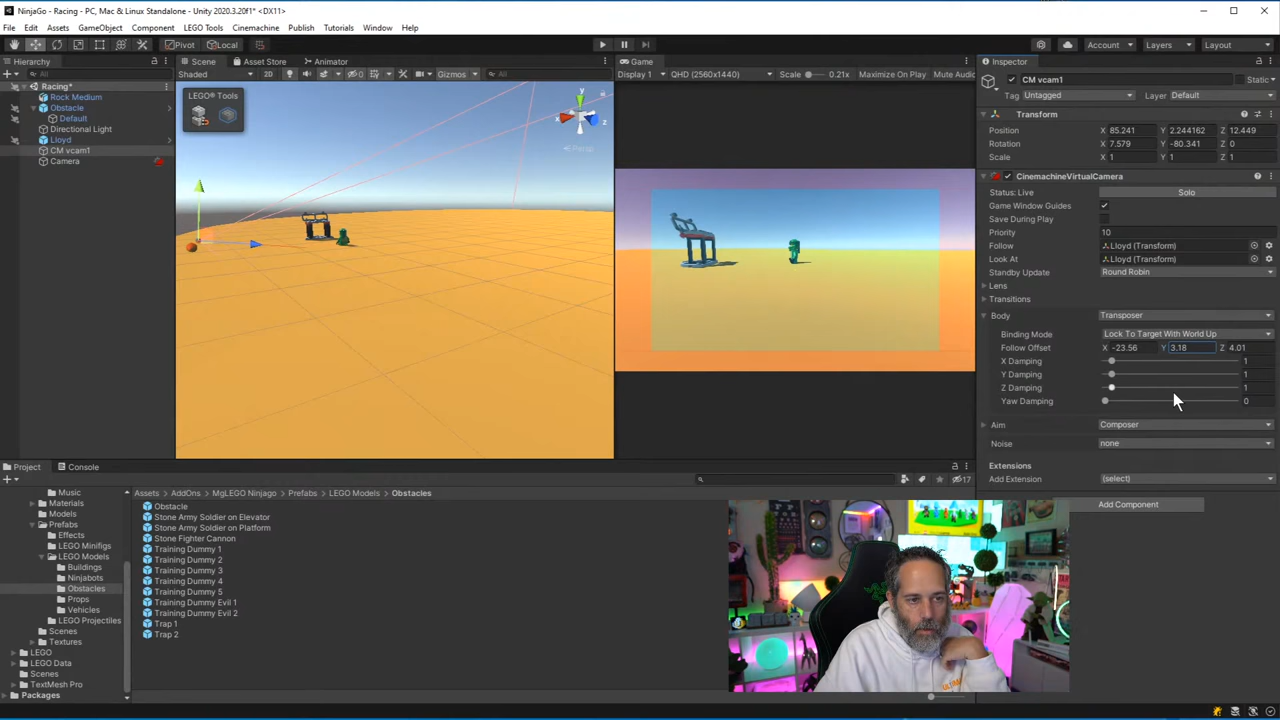 NinjaGo - Racing - PC, Mac & Linux Standalone - Unity 2020.3.20f1* <DX11>
File Edit Assets GameObject Component LEGO Tools Cinemachine Publish Tutorials Window Help
Pivot Local Account Layers Layout
Hierarchy
All
Racing*
Rock Medium
Obstacle
Default
Directional Light
Lloyd
CM vcam1
Camera
Scene Asset Store Animator
Shaded 2D 0 Gizmos All
LEGO® Tools
y
x
z
Persp
Game
Display 1 QHD (2560x1440) Scale 0.21x Maximize On Play Mute Audio
Inspector
CM vcam1 Static
Tag Untagged Layer Default
Transform
Position X 85.241 Y 2.244162 Z 12.449
Rotation X 7.579 Y -80.341 Z 0
Scale X 1 Y 1 Z 1
CinemachineVirtualCamera
Status: Live Solo
Game Window Guides
Save During Play
Priority 10
Follow Lloyd (Transform)
Look At Lloyd (Transform)
Standby Update Round Robin
Lens
Transitions
Body Transposer
Binding Mode Lock To Target With World Up
Follow Offset X -23.56 Y 3.18 Z 4.01
X Damping 1
Y Damping 1
Z Damping 1
Yaw Damping 0
Aim Composer
Noise none
Extensions
Add Extension (select)
Add Component
Project Console
17
Music
Materials
Models
Prefabs
Effects
LEGO Minifigs
LEGO Models
Buildings
Ninjabots
Obstacles
Props
Vehicles
LEGO Projectiles
Scenes
Textures
LEGO
LEGO Data
Scenes
TextMesh Pro
Packages
Assets > AddOns > MgLEGO Ninjago > Prefabs > LEGO Models > Obstacles
Obstacle
Stone Army Soldier on Elevator
Stone Army Soldier on Platform
Stone Fighter Cannon
Training Dummy 1
Training Dummy 2
Training Dummy 3
Training Dummy 4
Training Dummy 5
Training Dummy Evil 1
Training Dummy Evil 2
Trap 1
Trap 2